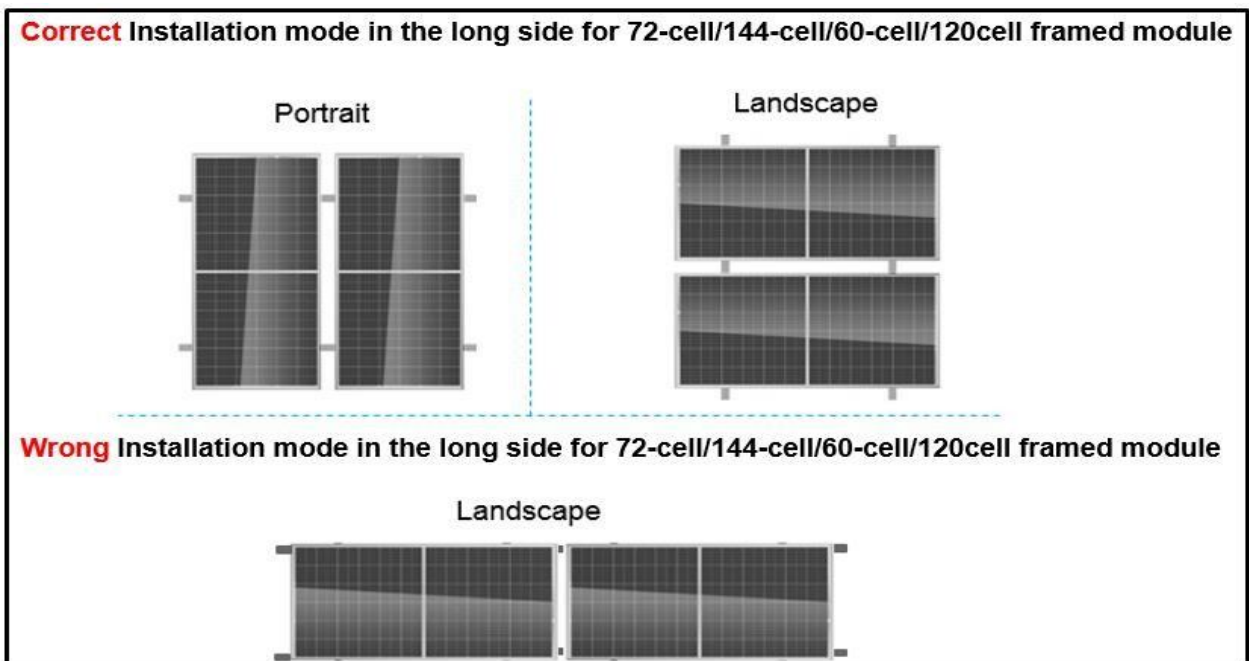 Correct Installation mode in the long side for 72-cell/144-cell/60-cell/120cell framed module
Portrait
Landscape
Wrong Installation mode in the long side for 72-cell/144-cell/60-cell/120cell framed module
Landscape